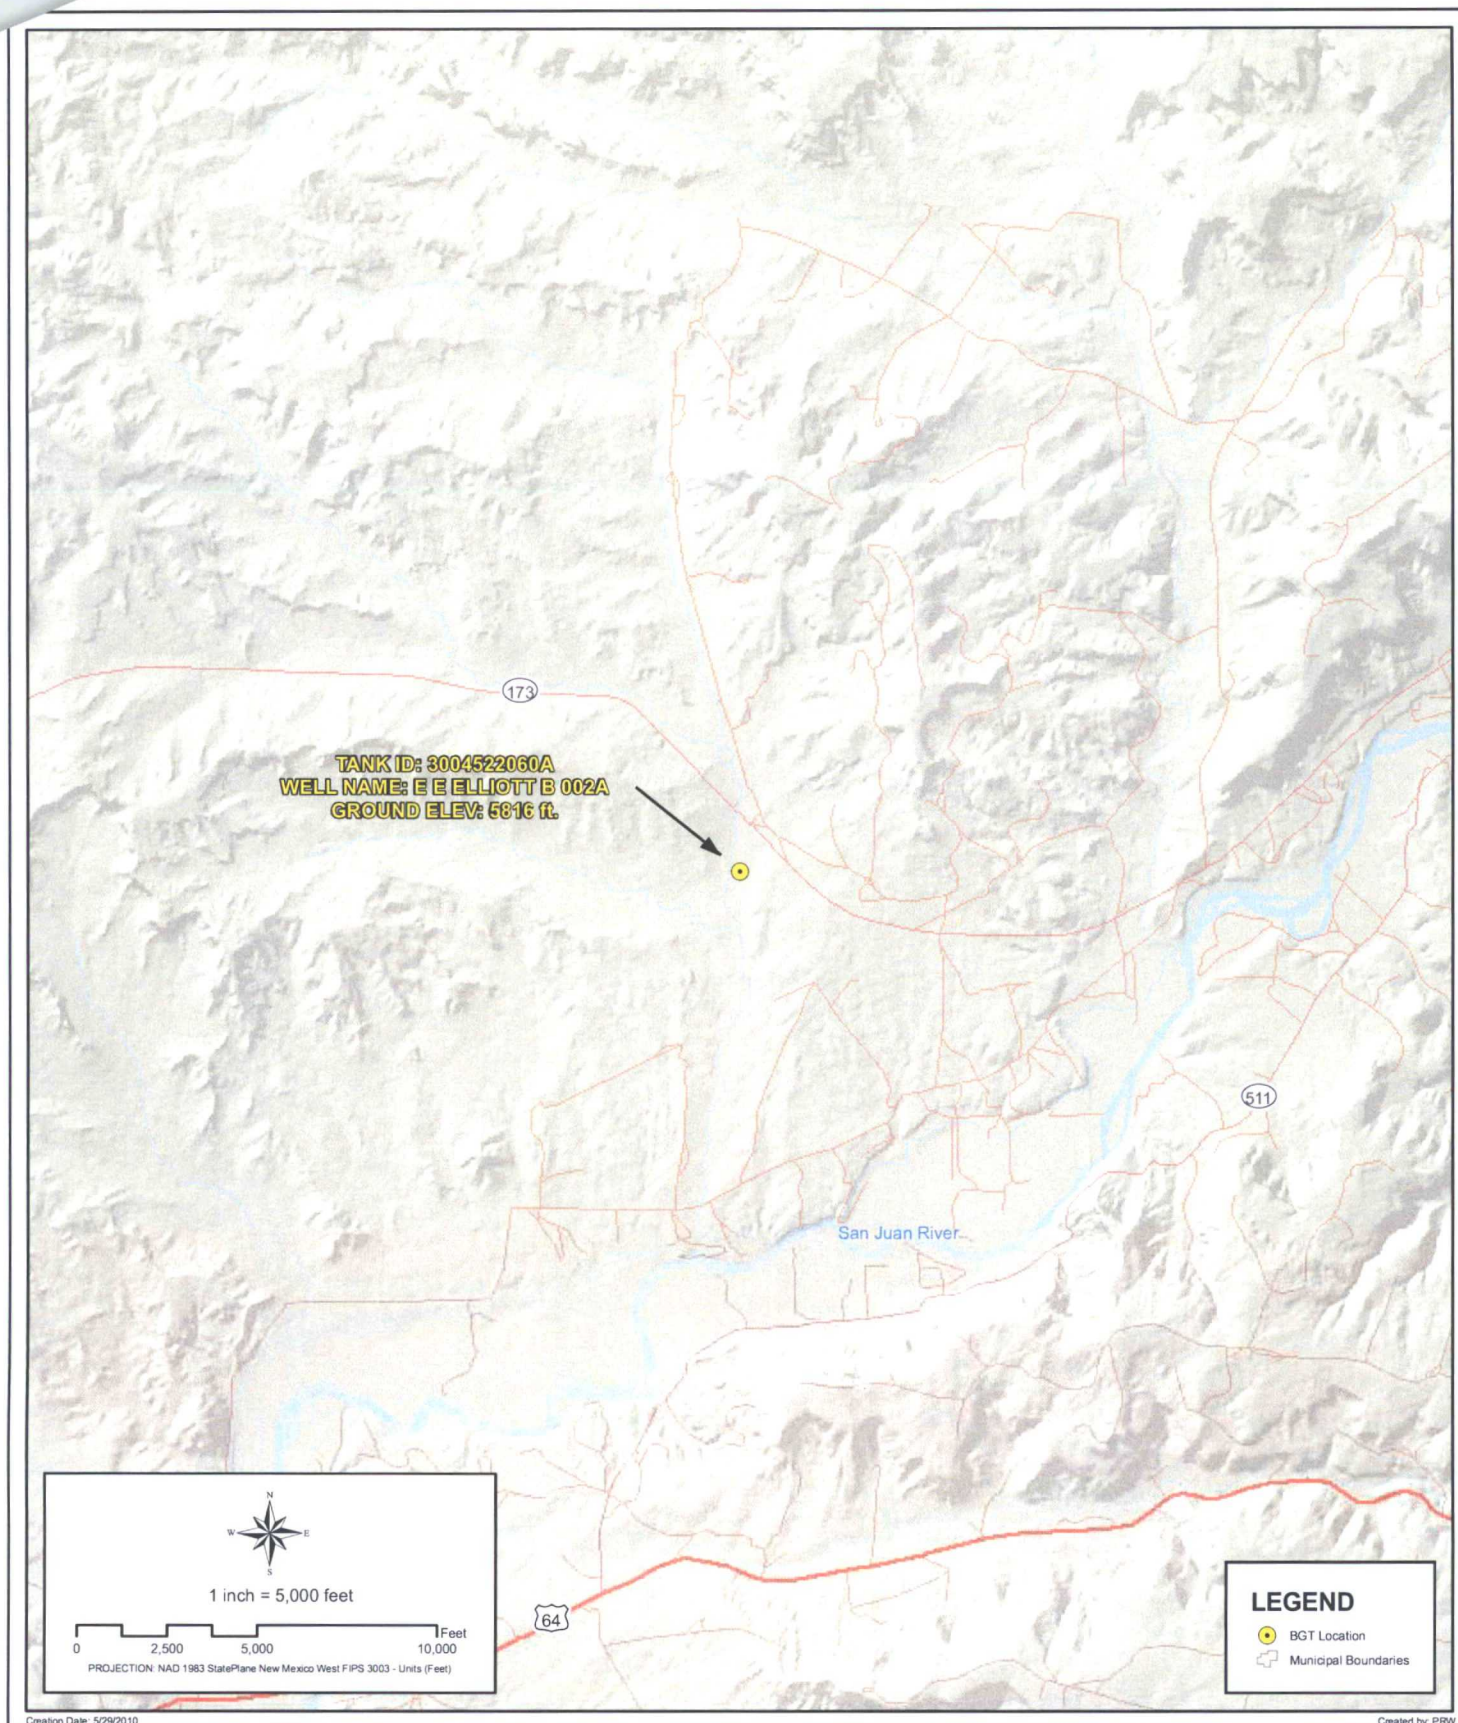 173
TANK ID: 3004522060A
WELL NAME: E E ELLIOTT B 002A
GROUND ELEV: 5816 ft.
511
San Juan River
N
W E
S
1 inch = 5,000 feet
Feet
0 2,500 5,000 10,000
PROJECTION: NAD 1983 StatePlane New Mexico West FIPS 3003 - Units (Feet)
64
LEGEND
BGT Location
Municipal Boundaries
Creation Date: 5/29/2010
Created by: PRW